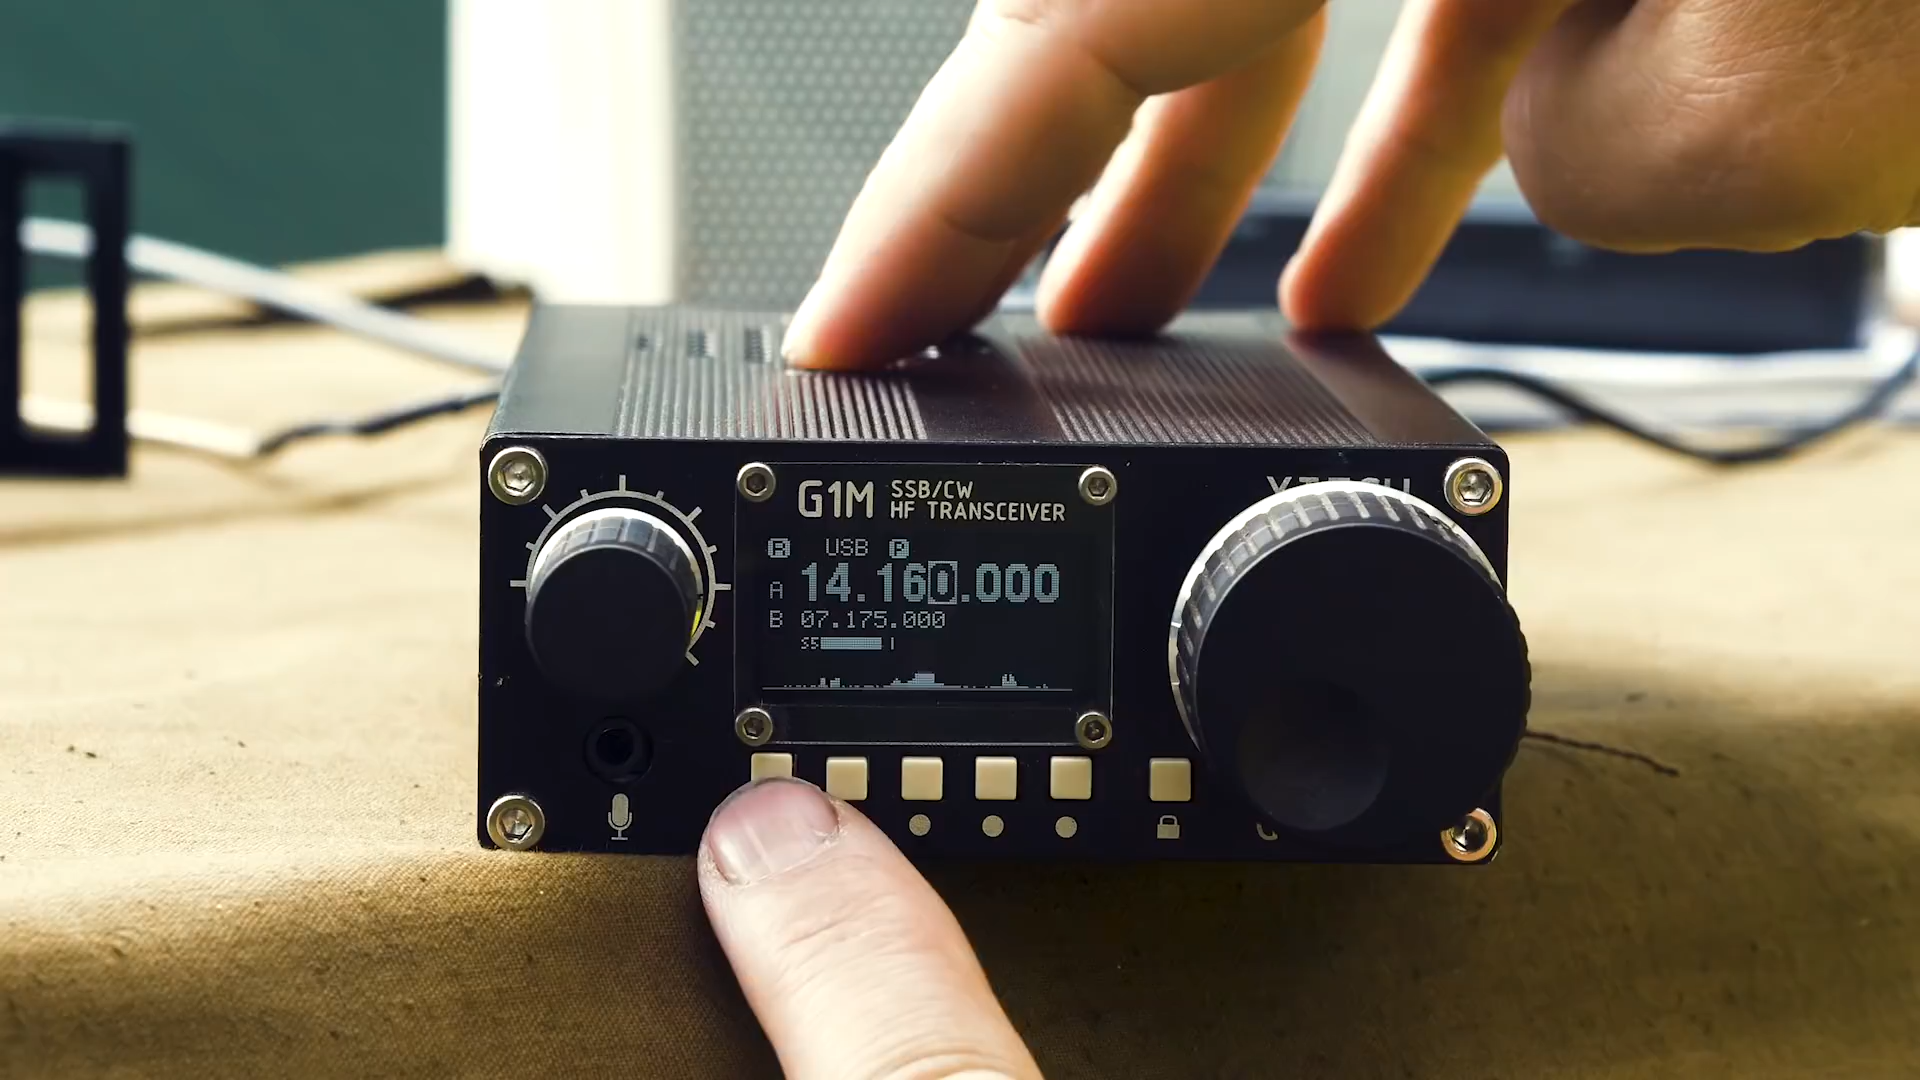 G1M SSB/CW
HF TRANSCEIVER
R USB P
A 14.160.000
B 07.175.000
S5